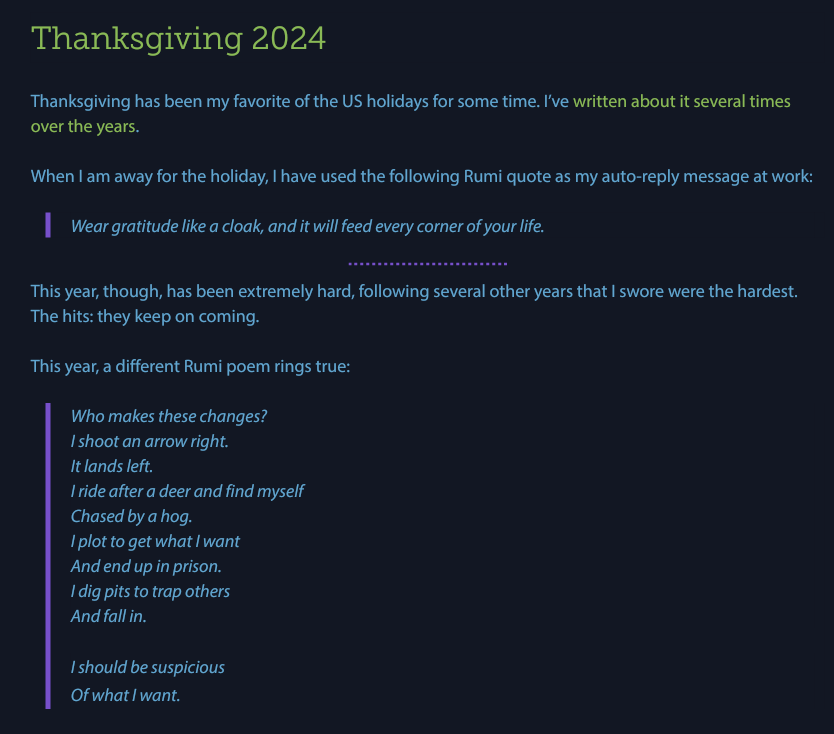 Thanksgiving 2024
Thanksgiving has been my favorite of the US holidays for some time. I’ve written about it several times
over the years.
When I am away for the holiday, I have used the following Rumi quote as my auto-reply message at work:
Wear gratitude like a cloak, and it will feed every corner of your life.
This year, though, has been extremely hard, following several other years that I swore were the hardest.
The hits: they keep on coming.
This year, a different Rumi poem rings true:
Who makes these changes?
I shoot an arrow right.
It lands left.
I ride after a deer and find myself
Chased by a hog.
I plot to get what I want
And end up in prison.
I dig pits to trap others
And fall in.
I should be suspicious
Of what I want.